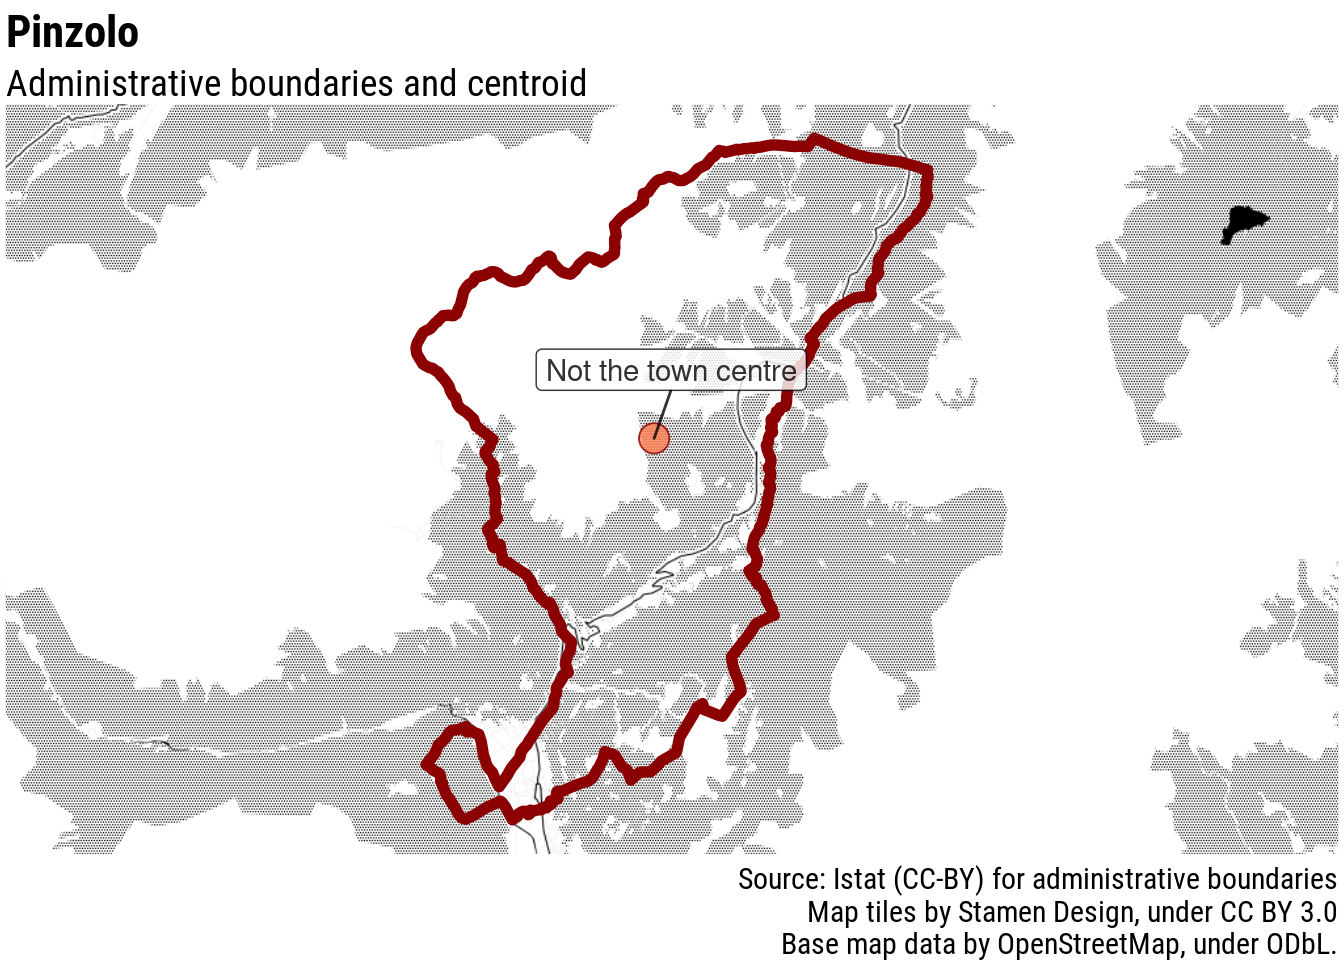 Pinzolo
Administrative boundaries and centroid
Not the town centre
Source: Istat (CC-BY) for administrative boundaries
Map tiles by Stamen Design, under CC BY 3.0
Base map data by OpenStreetMap, under ODbL.